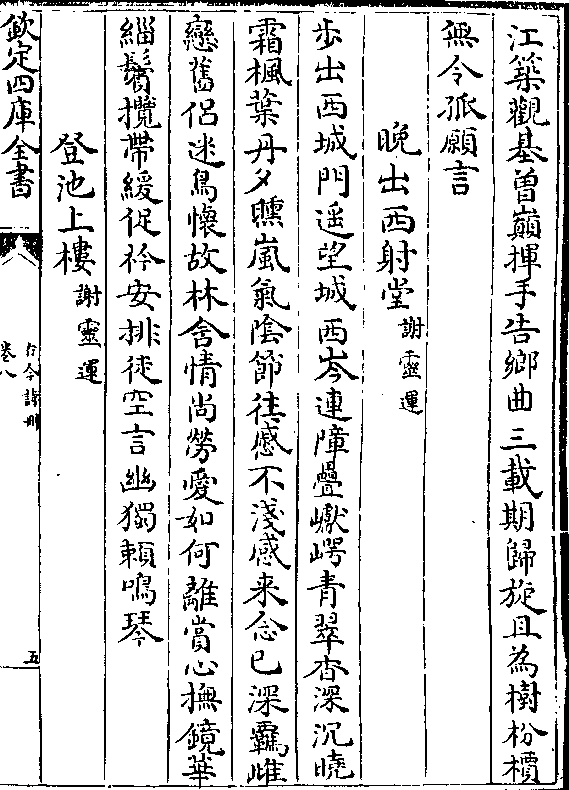 江築觀基曽巔揮手告鄉曲三載期歸旋且為樹枌檟
無令孤願言
晚出西射堂謝靈運
步出西城門遥望城西岑連障疊巘崿青翠杳深沉曉
霜楓葉丹夕曛嵐氣陰節往慼不淺感来念已深羈雌
戀舊侣迷鳥懷故林含情尚勞愛如何離賞心撫鏡華
緇鬢攬帶緩促衿安排徒空言幽獨頼鳴琴
登池上樓謝靈運
欽定四庫全書
古今詩刪
卷八
五